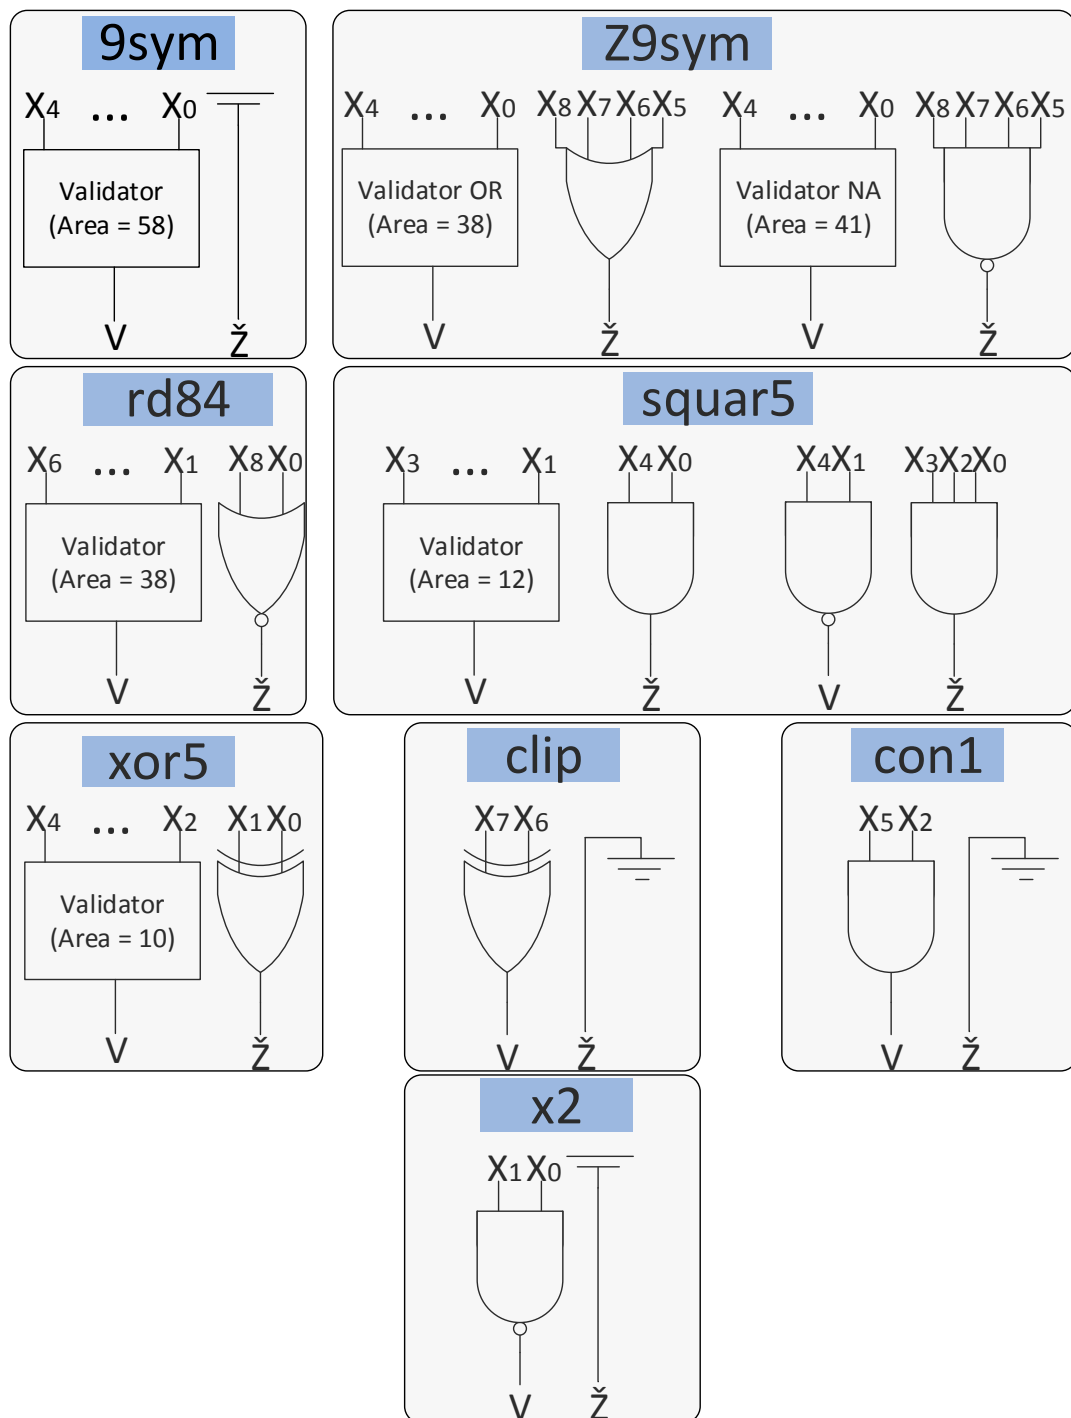 9sym
X4 ... X0
Validator
(Area = 58)
V Ž
Z9sym
X4 ... X0 X8 X7 X6 X5 X4 ... X0 X8 X7 X6 X5
Validator OR
(Area = 38)
Validator NA
(Area = 41)
V Ž V Ž
rd84
X6 ... X1 X8 X0
Validator
(Area = 38)
V Ž
squar5
X3 ... X1 X4 X0 X4 X1 X3 X2 X0
Validator
(Area = 12)
V Ž V Ž
xor5
X4 ... X2 X1 X0
Validator
(Area = 10)
V Ž
clip
X7 X6
V Ž
con1
X5 X2
V Ž
x2
X1 X0
V Ž